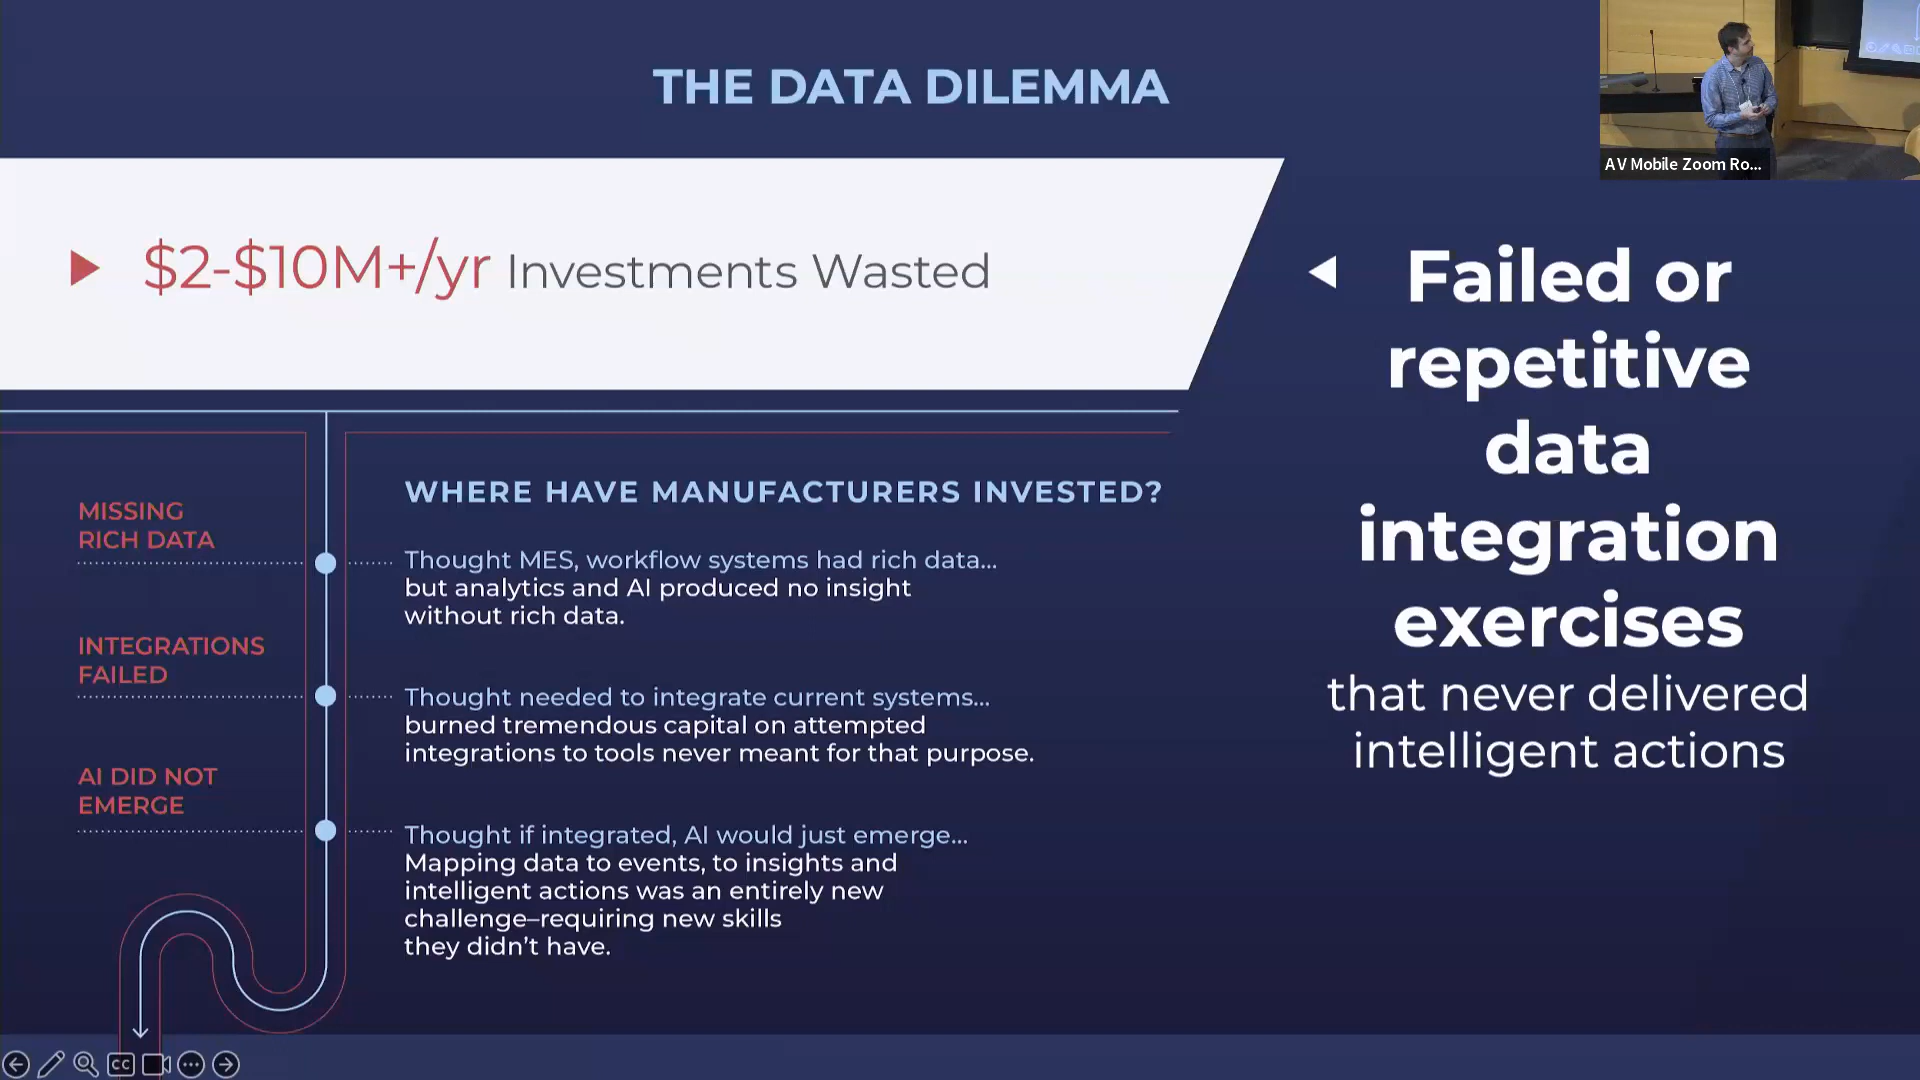 THE DATA DILEMMA
AV Mobile Zoom Ro...
$2-$10M+/yr Investments Wasted
Failed or
repetitive
data
integration
exercises
that never delivered
intelligent actions
WHERE HAVE MANUFACTURERS INVESTED?
MISSING
RICH DATA
Thought MES, workflow systems had rich data...
but analytics and AI produced no insight
without rich data.
INTEGRATIONS
FAILED
Thought needed to integrate current systems...
burned tremendous capital on attempted
integrations to tools never meant for that purpose.
AI DID NOT
EMERGE
Thought if integrated, AI would just emerge...
Mapping data to events, to insights and
intelligent actions was an entirely new
challenge–requiring new skills
they didn't have.
CC